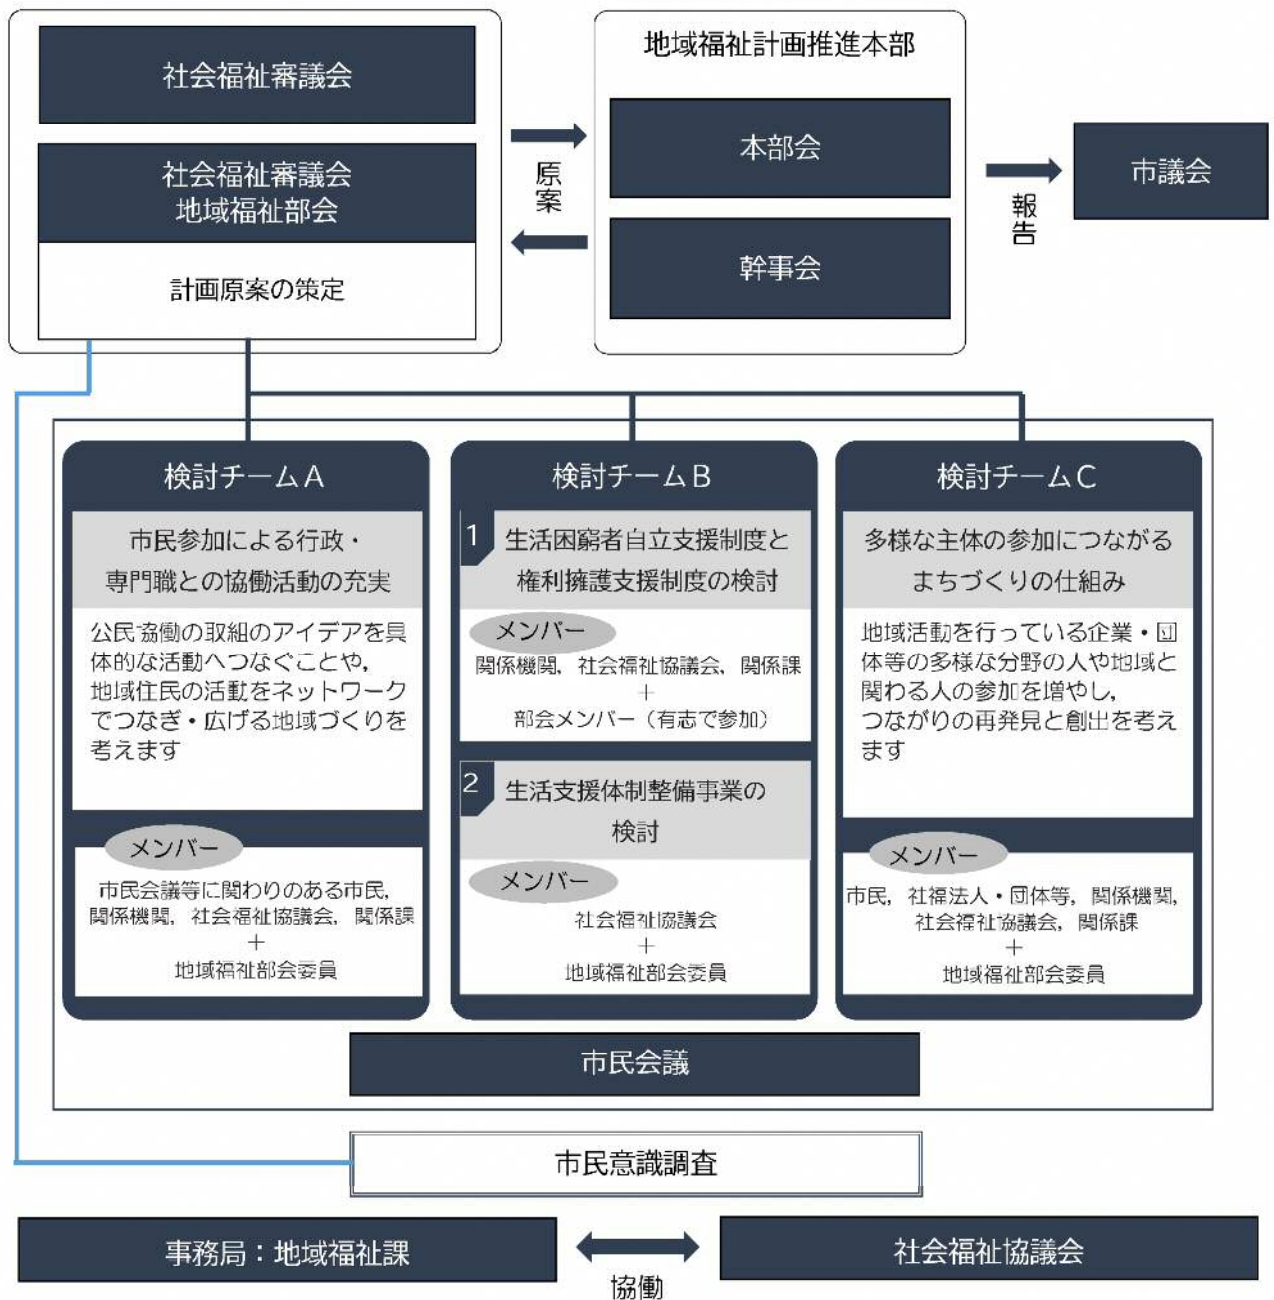 社会福祉審議会
社会福祉審議会
地域福祉部会
計画原案の策定
原案
地域福祉計画推進本部
本部会
幹事会
報告
市議会
検討チームA
市民参加による行政・
専門職との協働活動の充実
公民協働の取組のアイデアを具
体的な活動へつなぐことや，
地域住民の活動をネットワーク
でつなぎ・広げる地域づくりを
考えます
メンバー
市民会議等に関わりのある市民，
関係機関，社会福祉協議会，関係課
＋
地域福祉部会委員
検討チームB
1
生活困窮者自立支援制度と
権利擁護支援制度の検討
メンバー
関係機関，社会福祉協議会，関係課
＋
部会メンバー（有志で参加）
2
生活支援体制整備事業の
検討
メンバー
社会福祉協議会
＋
地域福祉部会委員
検討チームC
多様な主体の参加につながる
まちづくりの仕組み
地域活動を行っている企業・団
体等の多様な分野の人や地域と
関わる人の参加を増やし，
つながりの再発見と創出を考え
ます
メンバー
市民，社福法人・団体等，関係機関，
社会福祉協議会，関係課
＋
地域福祉部会委員
市民会議
市民意識調査
事務局：地域福祉課
協働
社会福祉協議会